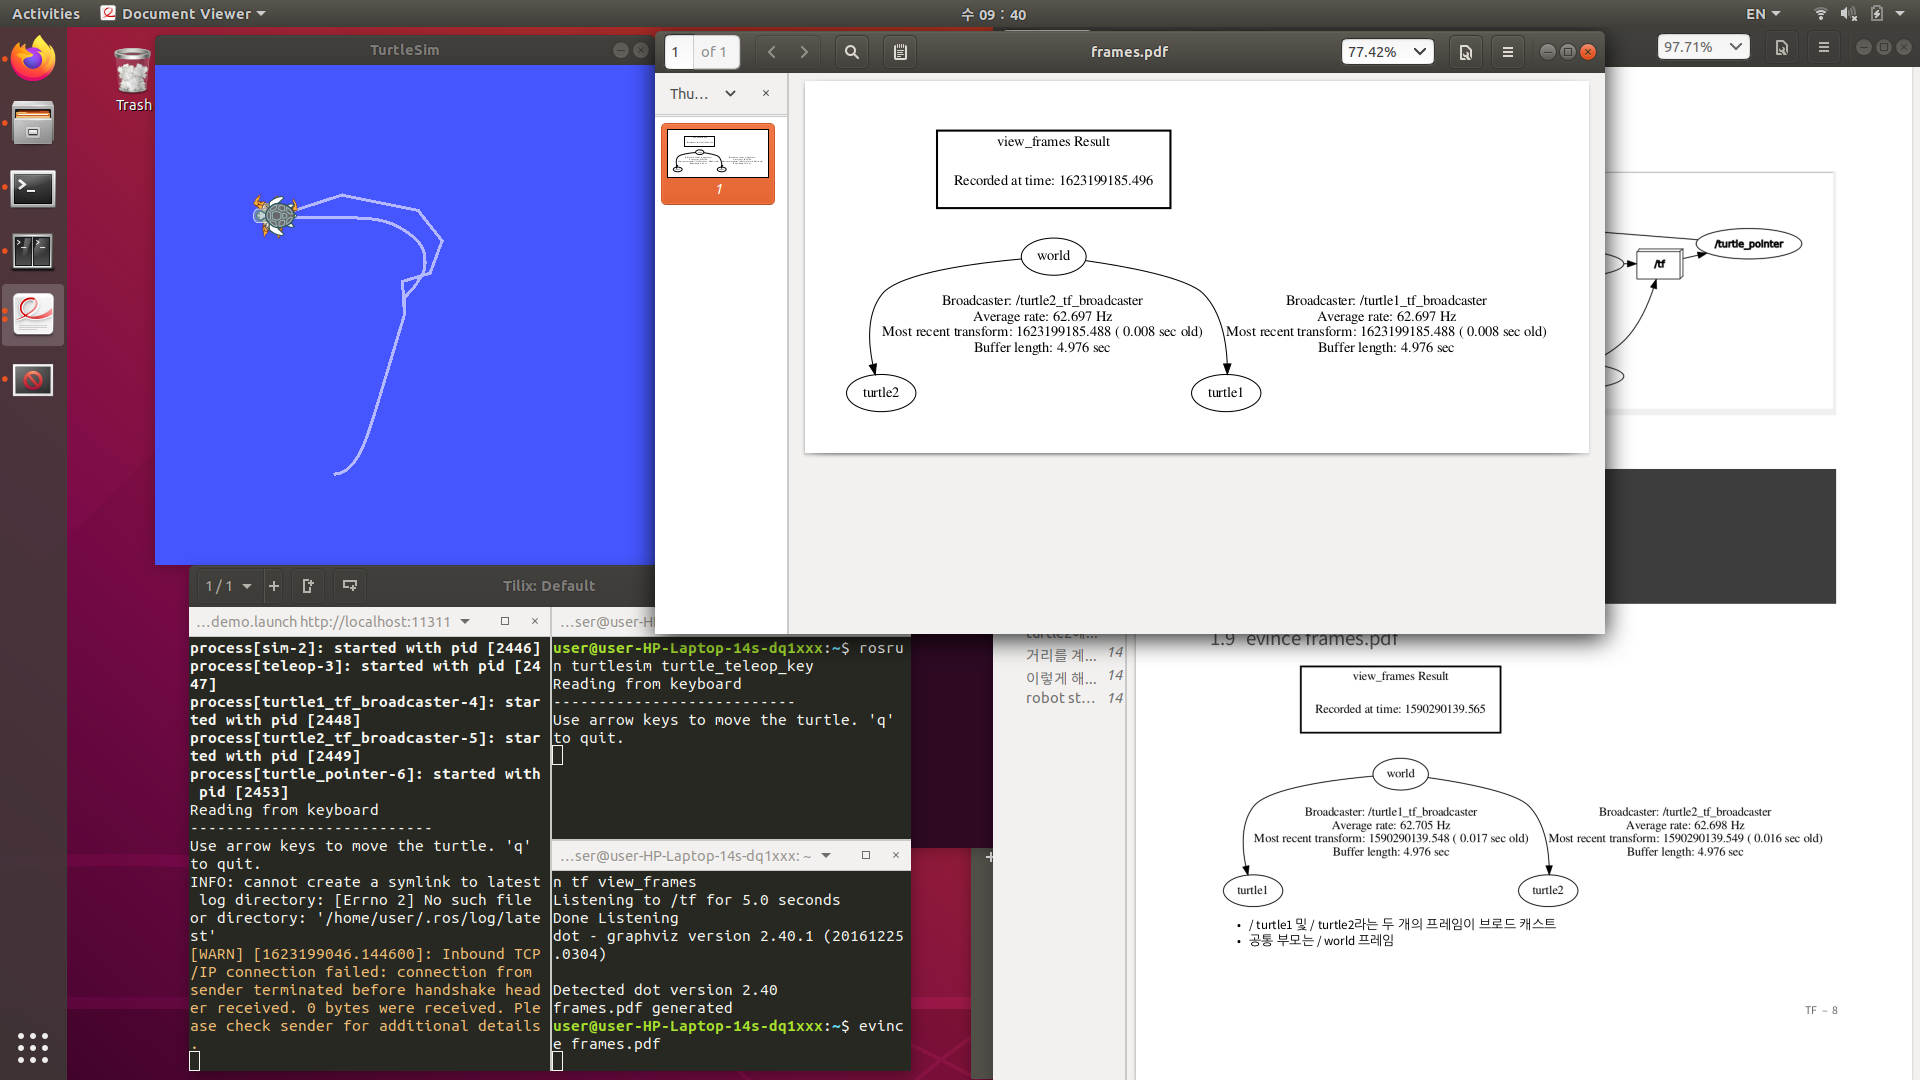 Activities
Document Viewer
수 09 : 40
EN
Trash
TurtleSim
1 of 1
frames.pdf
77.42%
97.71%
Thu...
1
view_frames Result
Recorded at time: 1623199185.496
world
Broadcaster: /turtle2_tf_broadcaster
Average rate: 62.697 Hz
Most recent transform: 1623199185.488 ( 0.008 sec old)
Buffer length: 4.976 sec
Broadcaster: /turtle1_tf_broadcaster
Average rate: 62.697 Hz
Most recent transform: 1623199185.488 ( 0.008 sec old)
Buffer length: 4.976 sec
turtle2
turtle1
/tf
/turtle_pointer
1 / 1
Tilix: Default
...demo.launch http://localhost:11311
process[sim-2]: started with pid [2446]
process[teleop-3]: started with pid [24
47]
process[turtle1_tf_broadcaster-4]: star
ted with pid [2448]
process[turtle2_tf_broadcaster-5]: star
ted with pid [2449]
process[turtle_pointer-6]: started with
pid [2453]
Reading from keyboard
---------------------------
Use arrow keys to move the turtle. 'q'
to quit.
INFO: cannot create a symlink to latest
log directory: [Errno 2] No such file
or directory: '/home/user/.ros/log/late
st'
[WARN] [1623199046.144600]: Inbound TCP
/IP connection failed: connection from
sender terminated before handshake head
er received. 0 bytes were received. Ple
ase check sender for additional details
.
...ser@user-H
user@user-HP-Laptop-14s-dq1xxx:~$ rosru
n turtlesim turtle_teleop_key
Reading from keyboard
---------------------------
Use arrow keys to move the turtle. 'q'
to quit.
...ser@user-HP-Laptop-14s-dq1xxx: ~
n tf view_frames
Listening to /tf for 5.0 seconds
Done Listening
dot - graphviz version 2.40.1 (20161225
.0304)
Detected dot version 2.40
frames.pdf generated
user@user-HP-Laptop-14s-dq1xxx:~$ evinc
e frames.pdf
거리를 계... 14
이렇게 해... 14
robot st... 14
1.9 evince frames.pdf
view_frames Result
Recorded at time: 1590290139.565
world
Broadcaster: /turtle1_tf_broadcaster
Average rate: 62.705 Hz
Most recent transform: 1590290139.548 ( 0.017 sec old)
Buffer length: 4.976 sec
Broadcaster: /turtle2_tf_broadcaster
Average rate: 62.698 Hz
Most recent transform: 1590290139.549 ( 0.016 sec old)
Buffer length: 4.976 sec
turtle1
turtle2
• / turtle1 및 / turtle2라는 두 개의 프레임이 브로드 캐스트
• 공통 부모는 / world 프레임
TF – 8